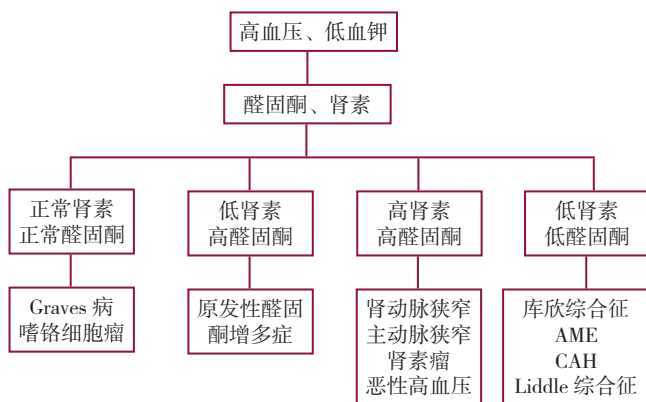 高血压、低血钾
醛固酮、肾素
正常肾素
正常醛固酮
低肾素
高醛固酮
高肾素
高醛固酮
低肾素
低醛固酮
Graves 病
嗜铬细胞瘤
原发性醛固
酮增多症
肾动脉狭窄
主动脉狭窄
肾素瘤
恶性高血压
库欣综合征
AME
CAH
Liddle 综合征